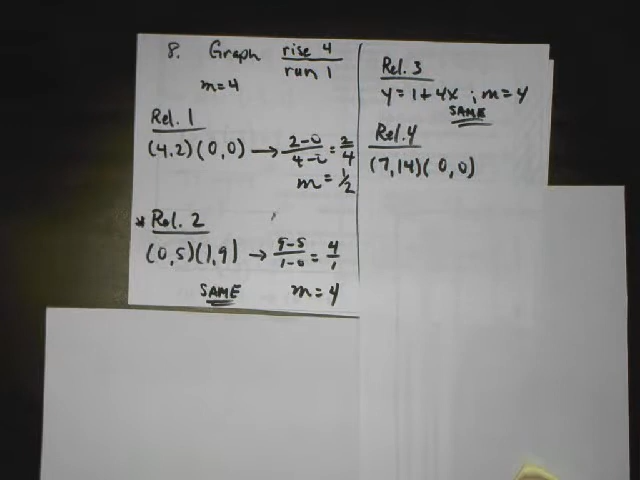 8. Graph rise 4
run 1
m=4
Rel. 1
(4,2)(0,0) → 2-0/4-0 = 2/4
m = 1/2
* Rel. 2
(0,5)(1,9) → 9-5/1-0 = 4/1
SAME m=4
Rel. 3
y=1+4x ; m=4
SAME
Rel. 4
(7,14)(0,0)